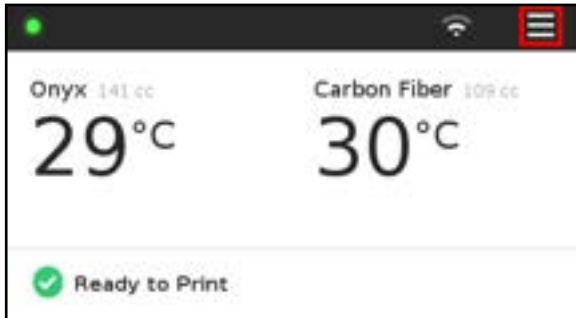 Onyx 141 cc
Carbon Fiber 109 cc
29°C
30°C
Ready to Print